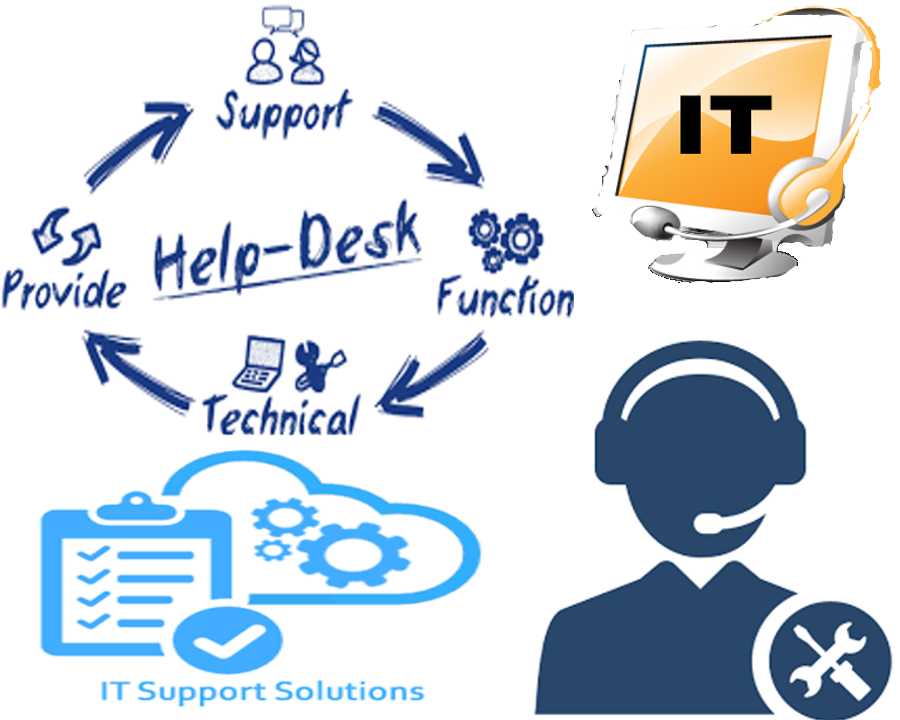 Support
IT
Help-Desk
Provide
Function
Technical
IT Support Solutions